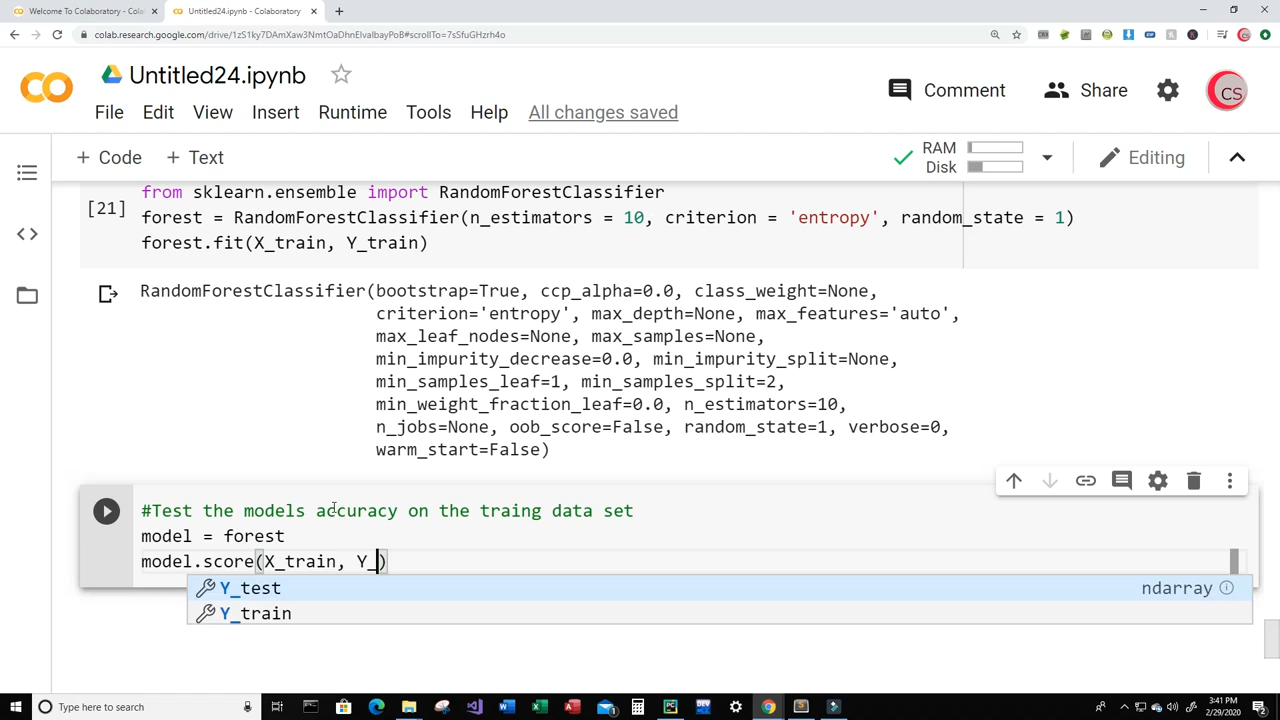 Welcome To Colaboratory - Cola
Untitled24.ipynb - Colaboratory
colab.research.google.com/drive/1zS1ky7DAmXaw3NmtOaDhnElvalbayPoB#scrollTo=7sSfuGHzrh4o
Untitled24.ipynb
Comment
Share
CS
File Edit View Insert Runtime Tools Help All changes saved
+ Code + Text
RAM
Disk
Editing
[21]
from sklearn.ensemble import RandomForestClassifier
forest = RandomForestClassifier(n_estimators = 10, criterion = 'entropy', random_state = 1)
forest.fit(X_train, Y_train)
RandomForestClassifier(bootstrap=True, ccp_alpha=0.0, class_weight=None,
criterion='entropy', max_depth=None, max_features='auto',
max_leaf_nodes=None, max_samples=None,
min_impurity_decrease=0.0, min_impurity_split=None,
min_samples_leaf=1, min_samples_split=2,
min_weight_fraction_leaf=0.0, n_estimators=10,
n_jobs=None, oob_score=False, random_state=1, verbose=0,
warm_start=False)
#Test the models accuracy on the traing data set
model = forest
model.score(X_train, Y_)
Y_test ndarray
Y_train
Type here to search
3:41 PM
2/29/2020